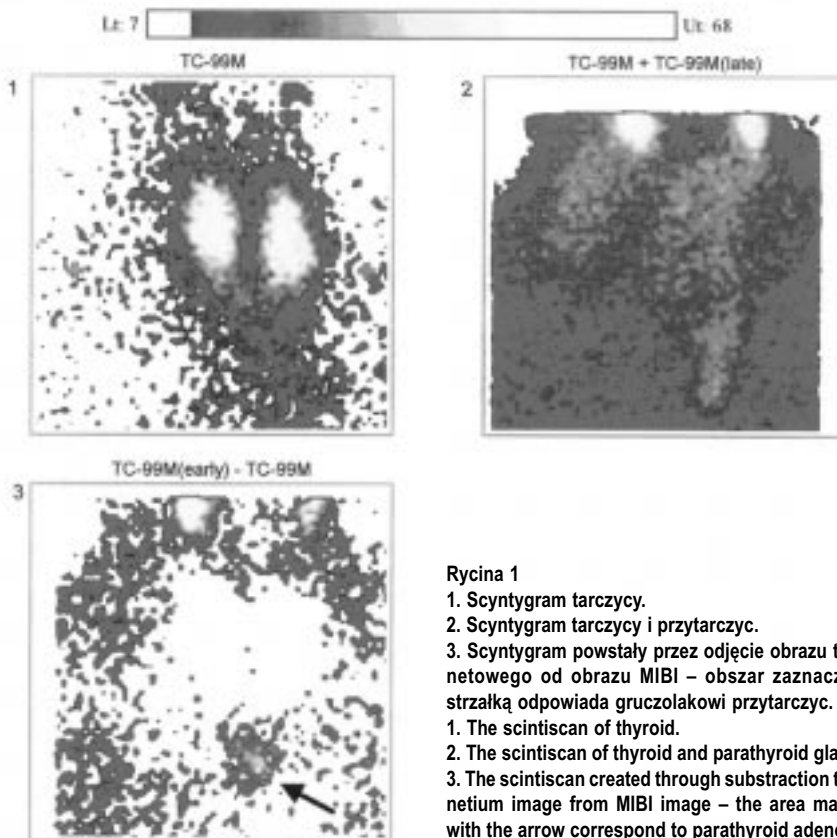 Lt: 7
Ut: 68
TC-99M
1
TC-99M + TC-99M(late)
2
TC-99M(early) - TC-99M
3
Rycina 1
1. Scyntygram tarczycy.
2. Scyntygram tarczycy i przytarczyc.
3. Scyntygram powstały przez odjęcie obrazu t
netowego od obrazu MIBI – obszar zaznacz
strzałką odpowiada gruczolakowi przytarczyc.
1. The scintiscan of thyroid.
2. The scintiscan of thyroid and parathyroid gla
3. The scintiscan created through substraction t
netium image from MIBI image – the area ma
with the arrow correspond to parathyroid adeno